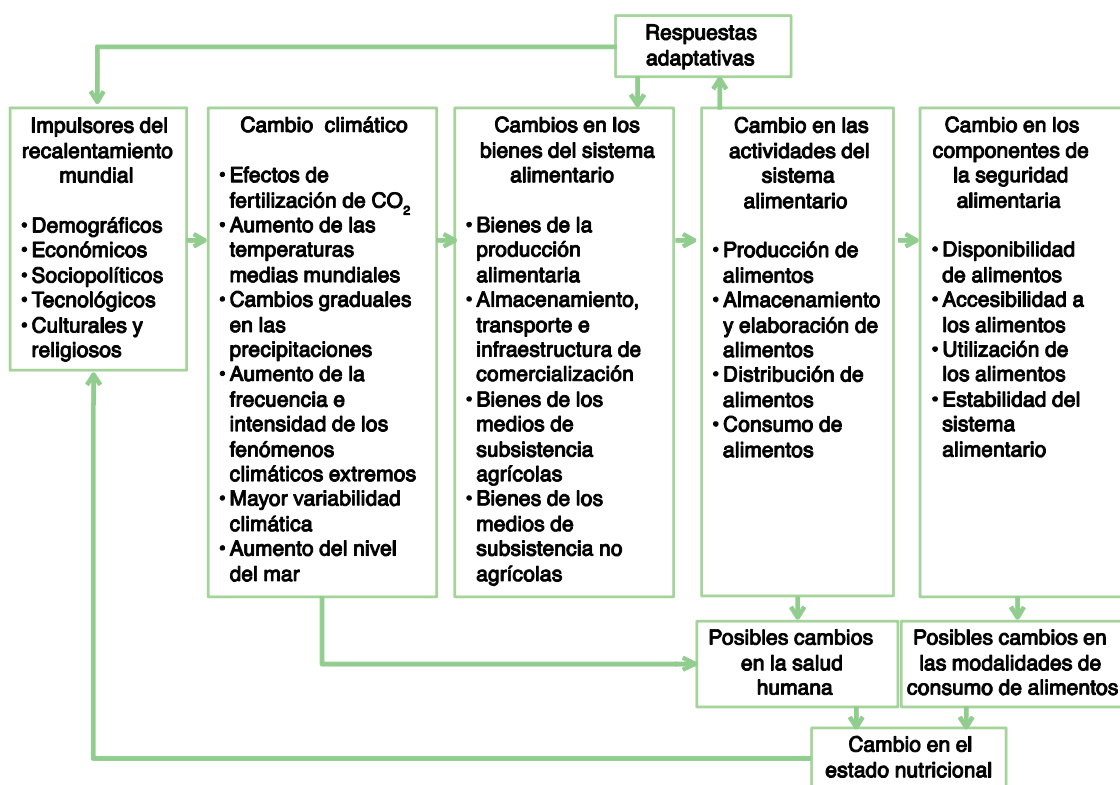 Respuestas
adaptativas
Impulsores del
recalentamiento
mundial
• Demográficos
• Económicos
• Sociopolíticos
• Tecnológicos
• Culturales y
religiosos
Cambio climático
• Efectos de
fertilización de CO₂
• Aumento de las
temperaturas
medias mundiales
• Cambios graduales
en las
precipitaciones
• Aumento de la
frecuencia e
intensidad de los
fenómenos
climáticos extremos
• Mayor variabilidad
climática
• Aumento del nivel
del mar
Cambios en los
bienes del sistema
alimentario
• Bienes de la
producción
alimentaria
• Almacenamiento,
transporte e
infraestructura de
comercialización
• Bienes de los
medios de
subsistencia
agrícolas
• Bienes de los
medios de
subsistencia no
agrícolas
Cambio en las
actividades del
sistema
alimentario
• Producción de
alimentos
• Almacenamiento
y elaboración de
alimentos
• Distribución de
alimentos
• Consumo de
alimentos
Cambio en los
componentes de
la seguridad
alimentaria
• Disponibilidad
de alimentos
• Accesibilidad a
los alimentos
• Utilización de
los alimentos
• Estabilidad del
sistema
alimentario
Posibles cambios
en la salud
humana
Posibles cambios en
las modalidades de
consumo de alimentos
Cambio en el
estado nutricional